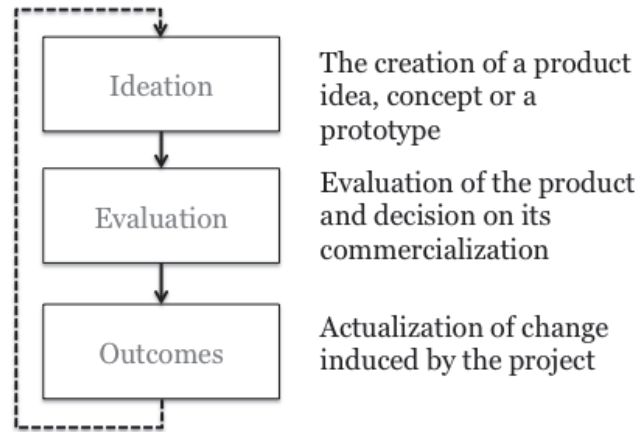 Ideation
The creation of a product
idea, concept or a
prototype
Evaluation
Evaluation of the product
and decision on its
commercialization
Outcomes
Actualization of change
induced by the project